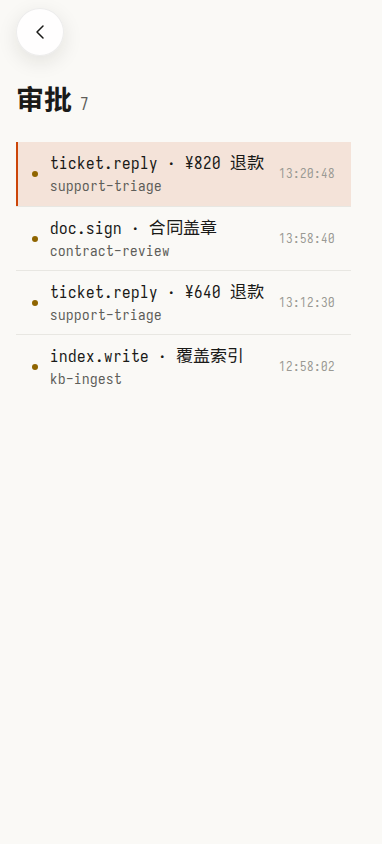 审批 7
ticket.reply · ¥820 退款 13:20:48
support-triage
doc.sign · 合同盖章 13:58:40
contract-review
ticket.reply · ¥640 退款 13:12:30
support-triage
index.write · 覆盖索引 12:58:02
kb-ingest